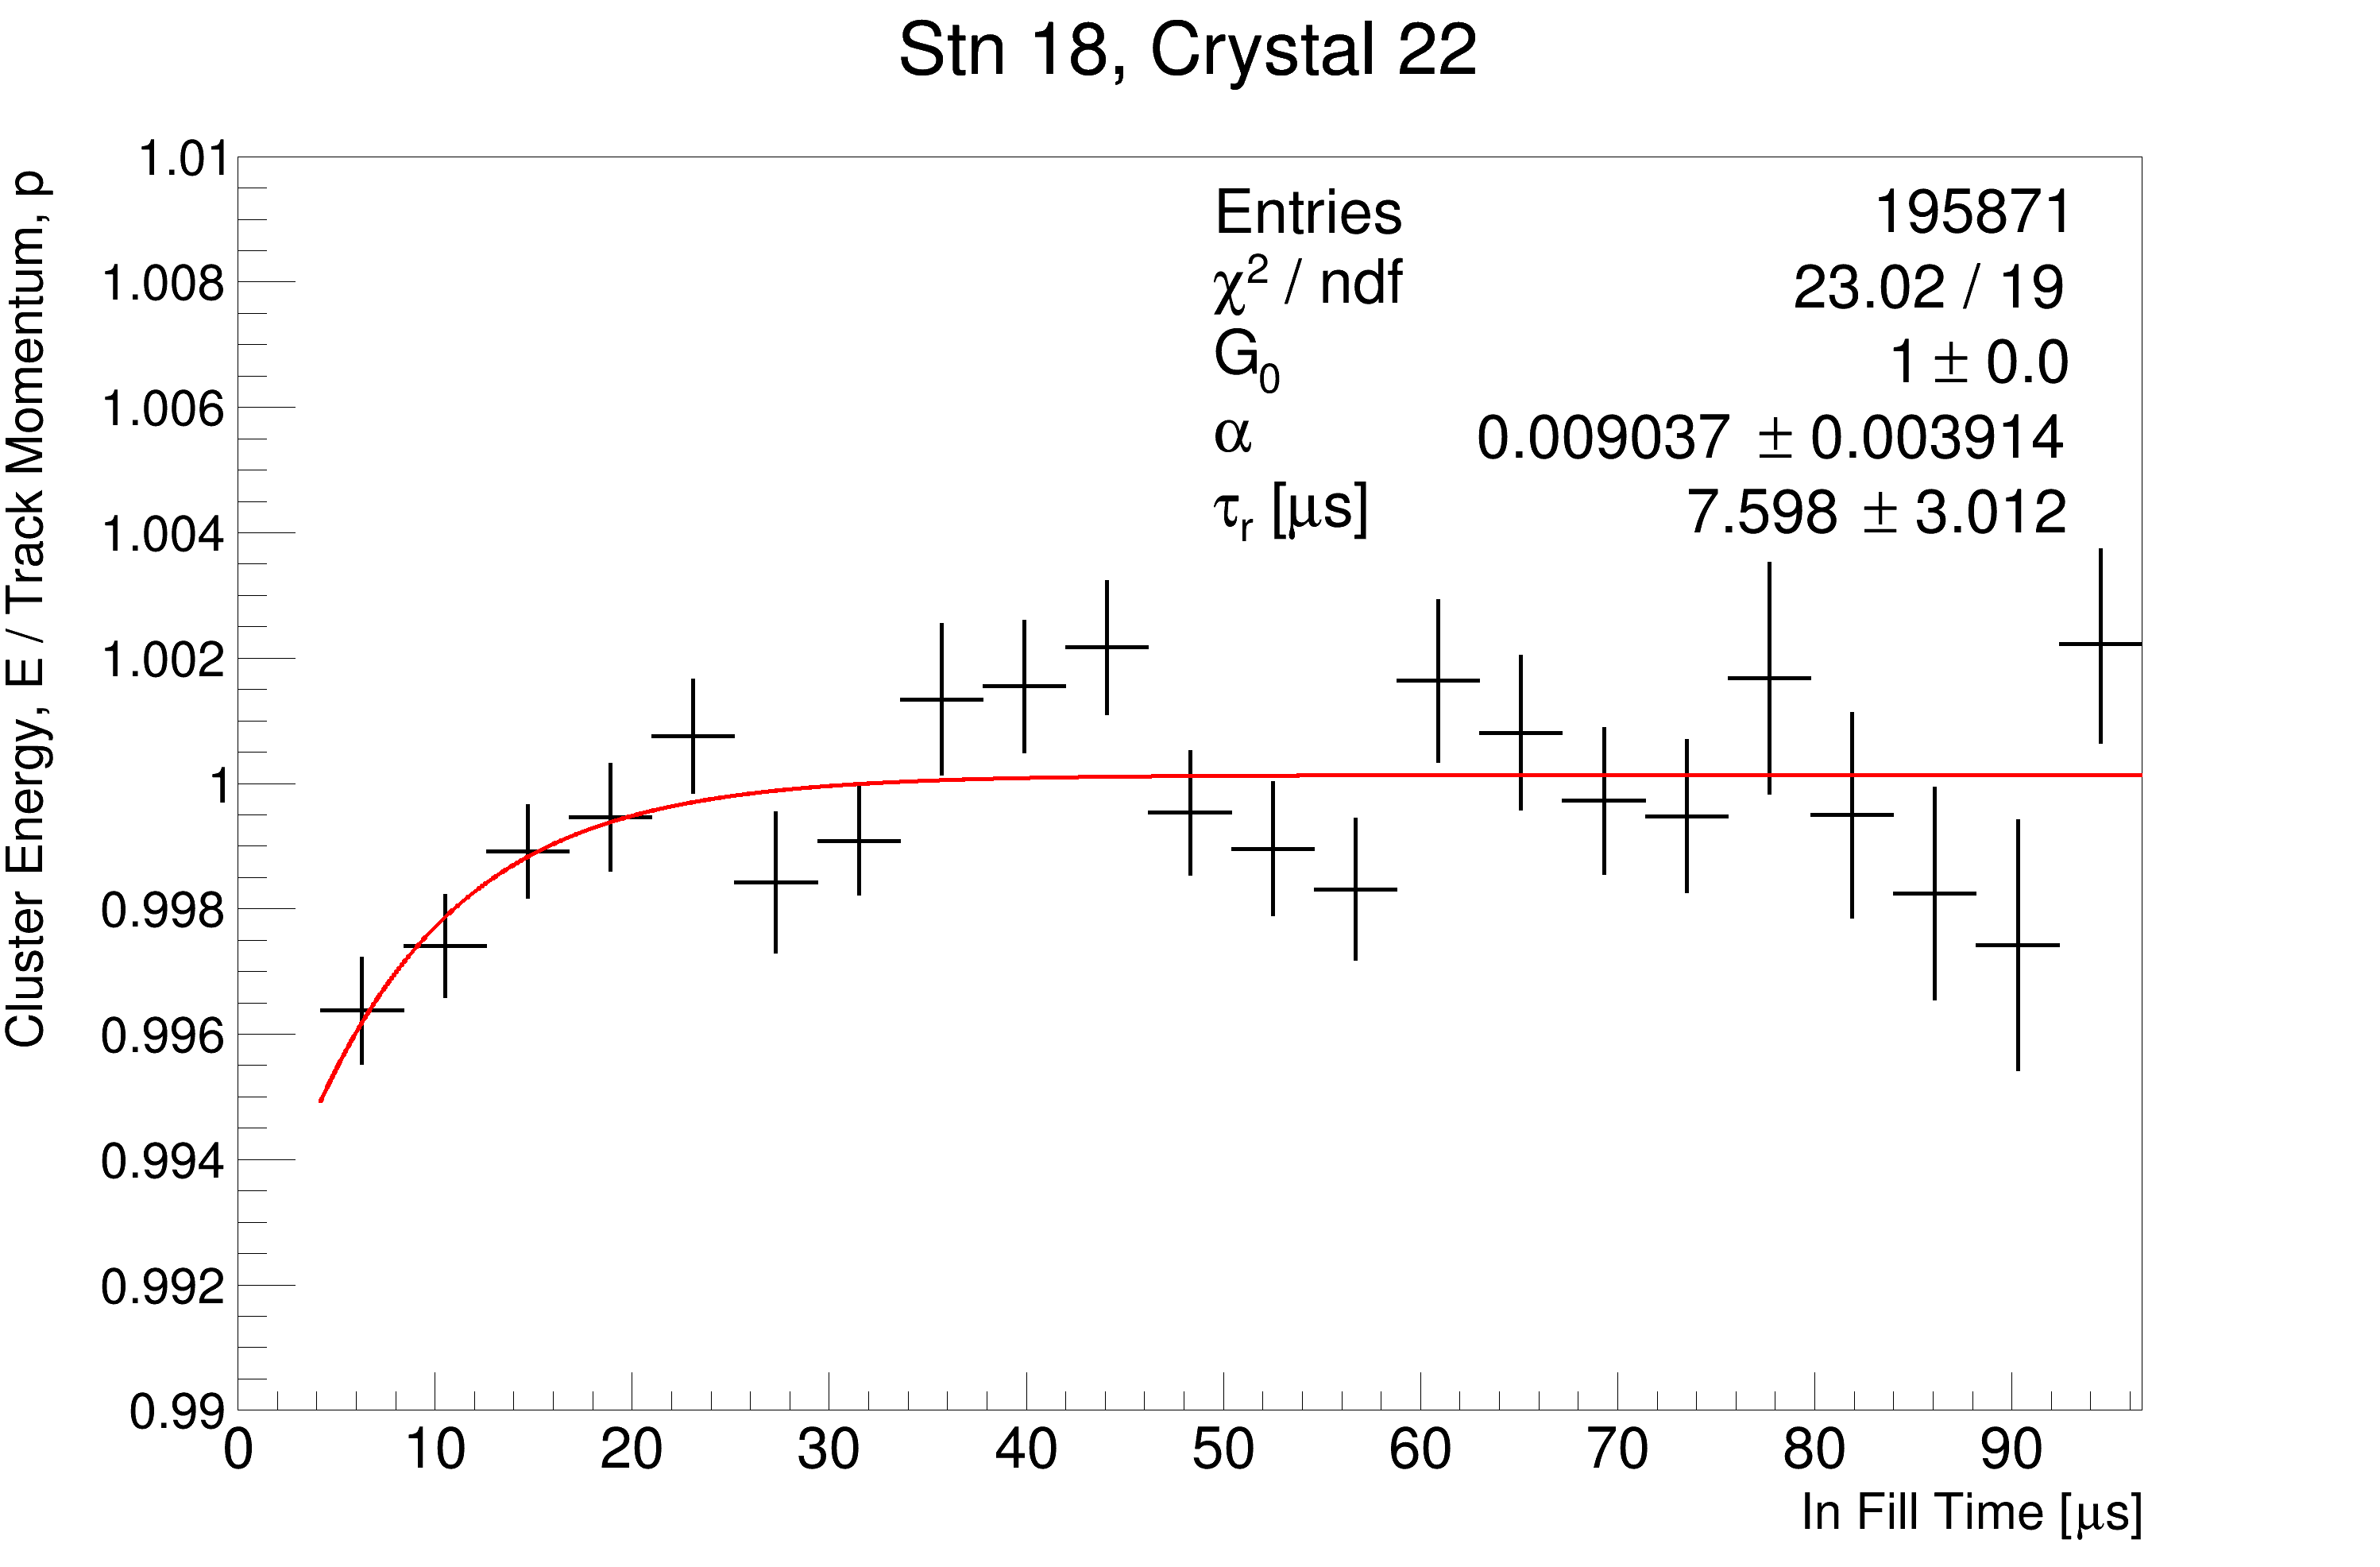 Stn 18, Crystal 22
Cluster Energy, E / Track Momentum, p
1.01
1.008
1.006
1.004
1.002
1
0.998
0.996
0.994
0.992
0.99
Entries 195871
χ² / ndf 23.02 / 19
G₀ 1 ± 0.0
α 0.009037 ± 0.003914
τᵣ [μs] 7.598 ± 3.012
0 10 20 30 40 50 60 70 80 90
In Fill Time [μs]